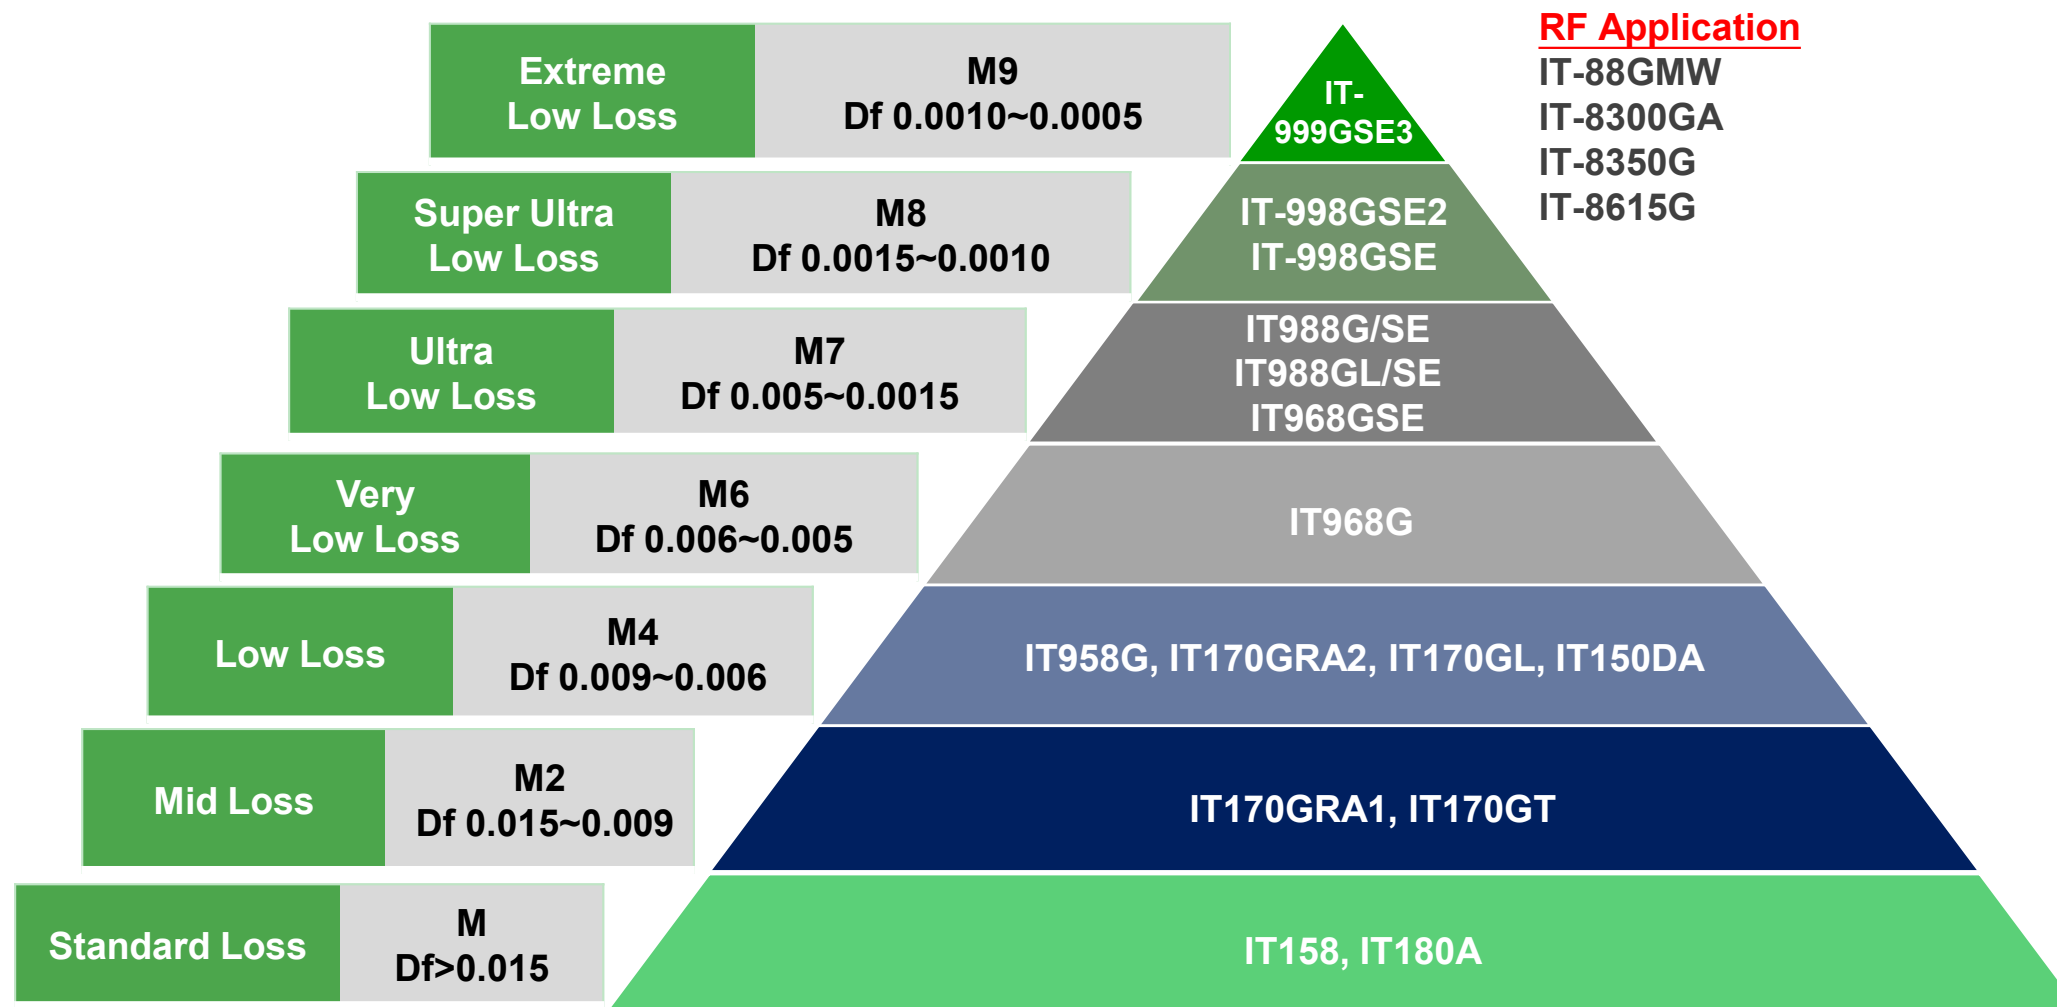 RF Application
IT-88GMW
IT-8300GA
IT-8350G
IT-8615G
Extreme
Low Loss
M9
Df 0.0010~0.0005
IT-
999GSE3
Super Ultra
Low Loss
M8
Df 0.0015~0.0010
IT-998GSE2
IT-998GSE
Ultra
Low Loss
M7
Df 0.005~0.0015
IT988G/SE
IT988GL/SE
IT968GSE
Very
Low Loss
M6
Df 0.006~0.005
IT968G
Low Loss
M4
Df 0.009~0.006
IT958G, IT170GRA2, IT170GL, IT150DA
Mid Loss
M2
Df 0.015~0.009
IT170GRA1, IT170GT
Standard Loss
M
Df>0.015
IT158, IT180A